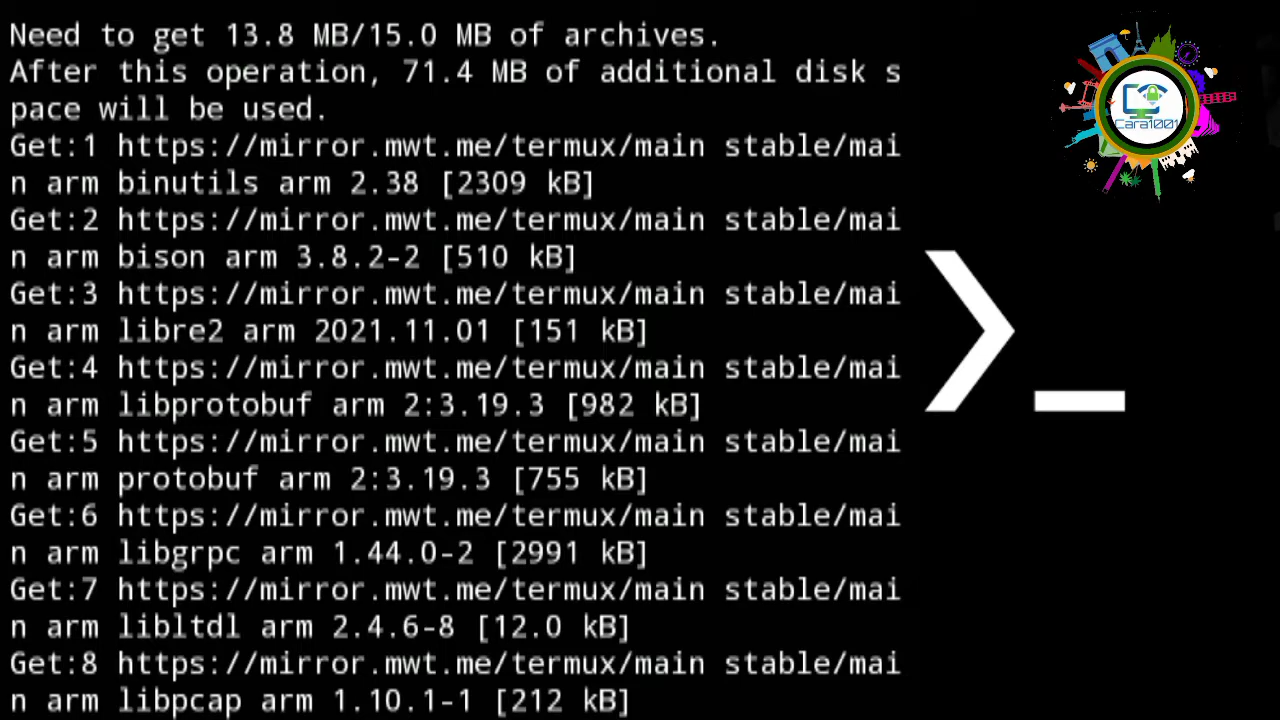 Need to get 13.8 MB/15.0 MB of archives.
After this operation, 71.4 MB of additional disk s
pace will be used.
Get:1 https://mirror.mwt.me/termux/main stable/mai
n arm binutils arm 2.38 [2309 kB]
Get:2 https://mirror.mwt.me/termux/main stable/mai
n arm bison arm 3.8.2-2 [510 kB]
Get:3 https://mirror.mwt.me/termux/main stable/mai
n arm libre2 arm 2021.11.01 [151 kB]
Get:4 https://mirror.mwt.me/termux/main stable/mai
n arm libprotobuf arm 2:3.19.3 [982 kB]
Get:5 https://mirror.mwt.me/termux/main stable/mai
n arm protobuf arm 2:3.19.3 [755 kB]
Get:6 https://mirror.mwt.me/termux/main stable/mai
n arm libgrpc arm 1.44.0-2 [2991 kB]
Get:7 https://mirror.mwt.me/termux/main stable/mai
n arm libltdl arm 2.4.6-8 [12.0 kB]
Get:8 https://mirror.mwt.me/termux/main stable/mai
n arm libpcap arm 1.10.1-1 [212 kB]
Cara1001
❯_